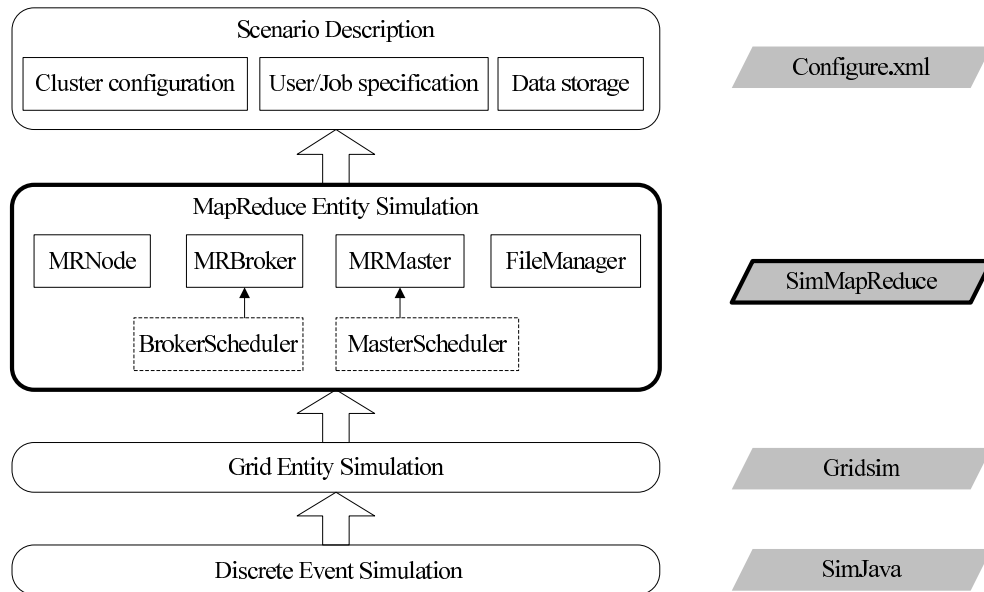 Scenario Description
Cluster configuration
User/Job specification
Data storage
Configure.xml
MapReduce Entity Simulation
MRNode
MRBroker
MRMaster
FileManager
BrokerScheduler
MasterScheduler
SimMapReduce
Grid Entity Simulation
Gridsim
Discrete Event Simulation
SimJava